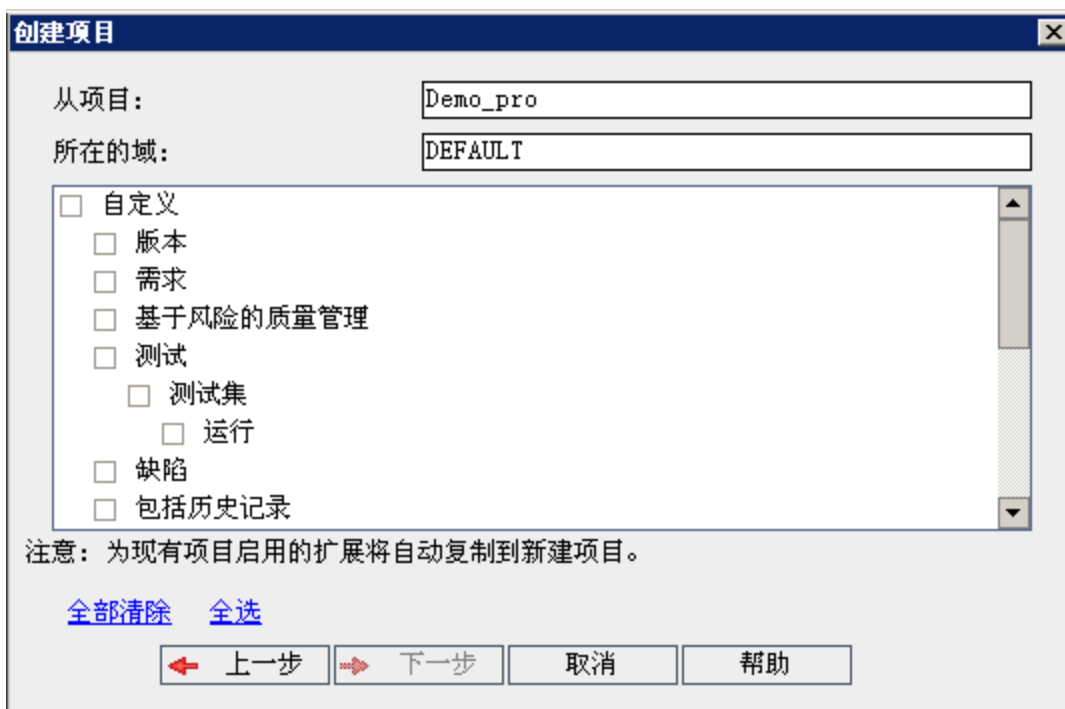 创建项目
从项目: Demo_pro
所在的域: DEFAULT
自定义
版本
需求
基于风险的质量管理
测试
测试集
运行
缺陷
包括历史记录
注意: 为现有项目启用的扩展将自动复制到新建项目。
全部清除 全选
上一步 下一步 取消 帮助